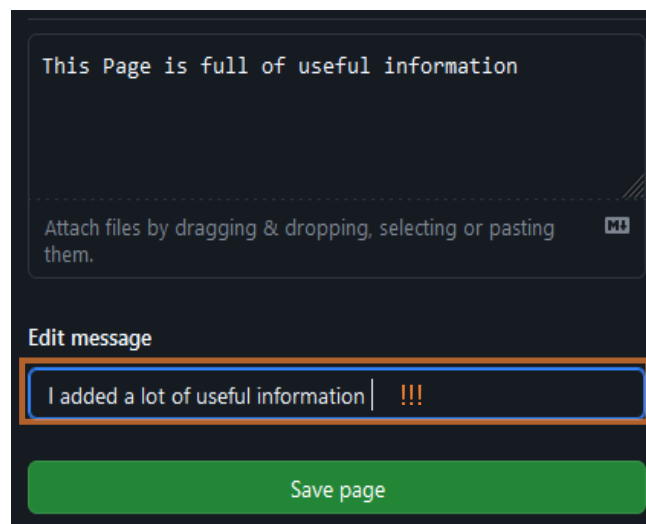 This Page is full of useful information
Attach files by dragging & dropping, selecting or pasting
them.
M
Edit message
I added a lot of useful information !!!
Save page